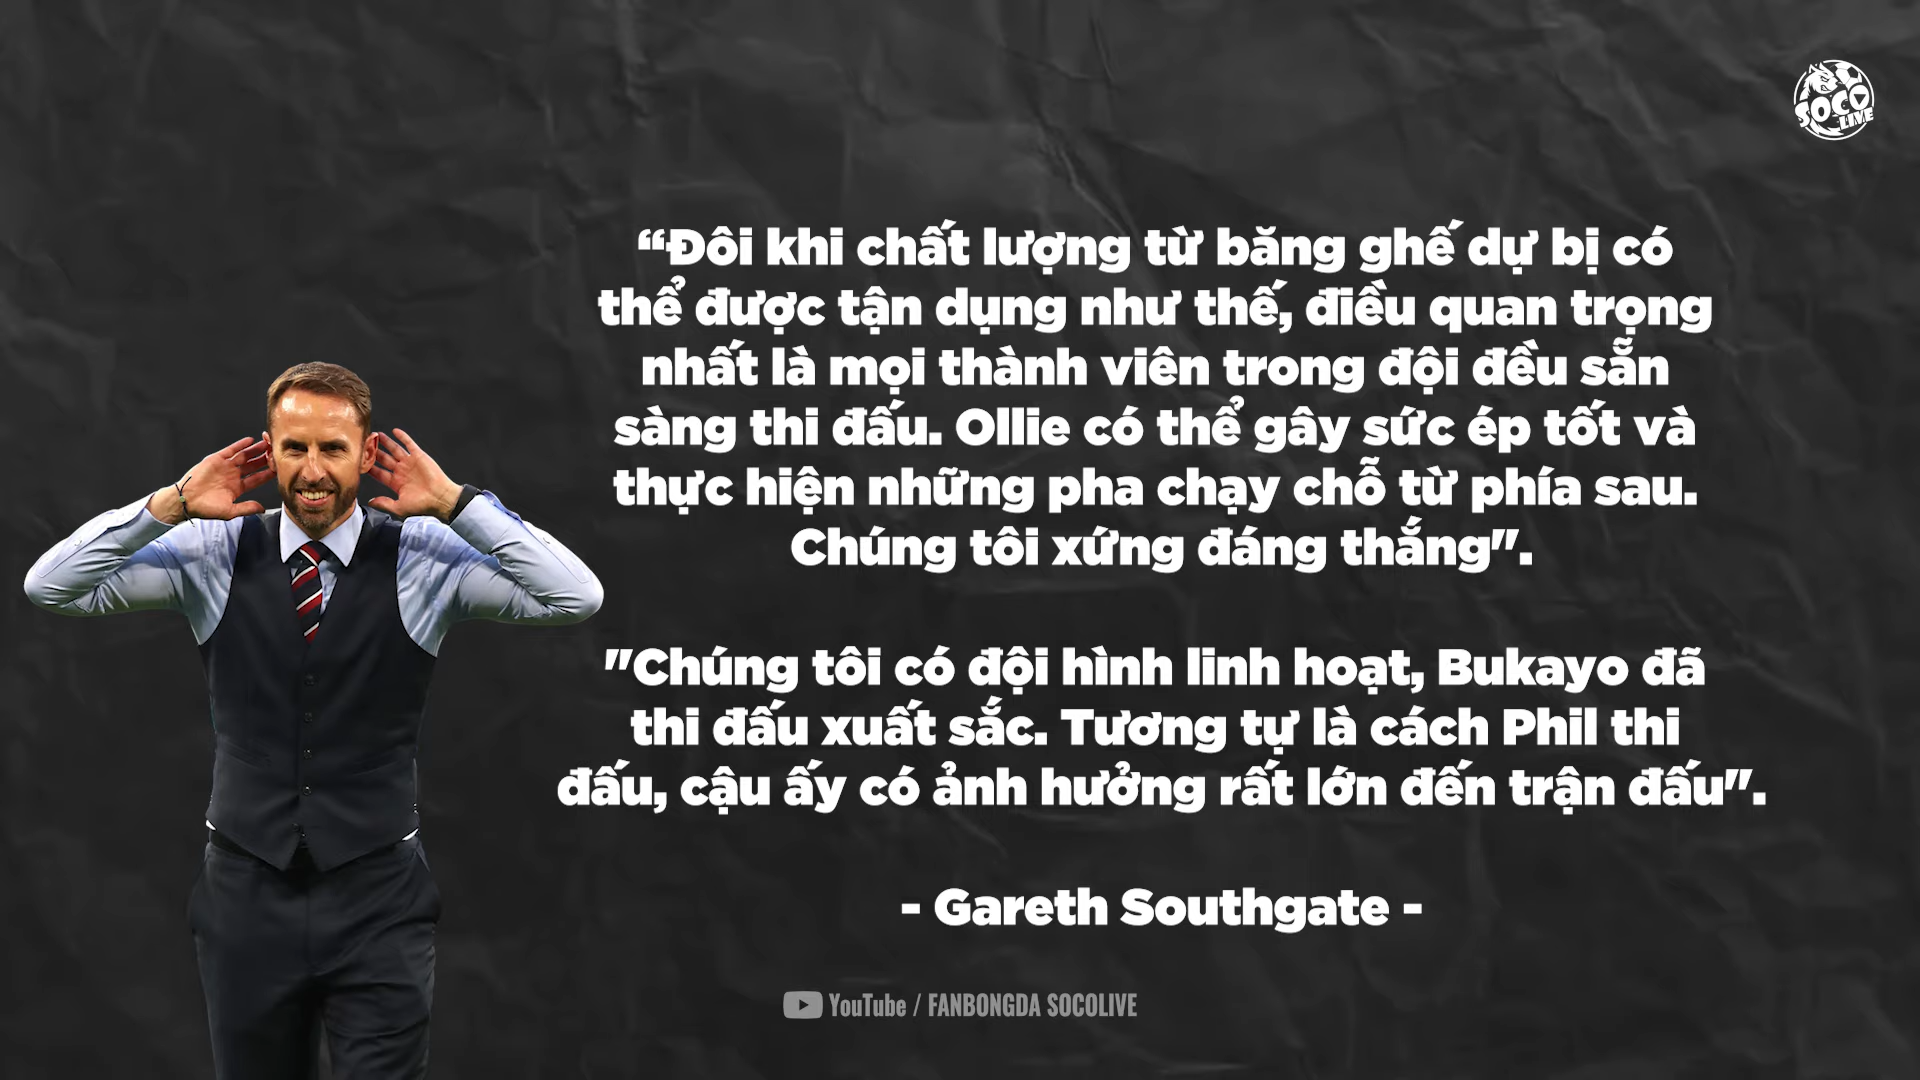 SOCO
LIVE
“Đôi khi chất lượng từ băng ghế dự bị có
thể được tận dụng như thế, điều quan trọng
nhất là mọi thành viên trong đội đều sẵn
sàng thi đấu. Ollie có thể gây sức ép tốt và
thực hiện những pha chạy chỗ từ phía sau.
Chúng tôi xứng đáng thắng".
"Chúng tôi có đội hình linh hoạt, Bukayo đã
thi đấu xuất sắc. Tương tự là cách Phil thi
đấu, cậu ấy có ảnh hưởng rất lớn đến trận đấu".
- Gareth Southgate -
YouTube / FANBONGDA SOCOLIVE